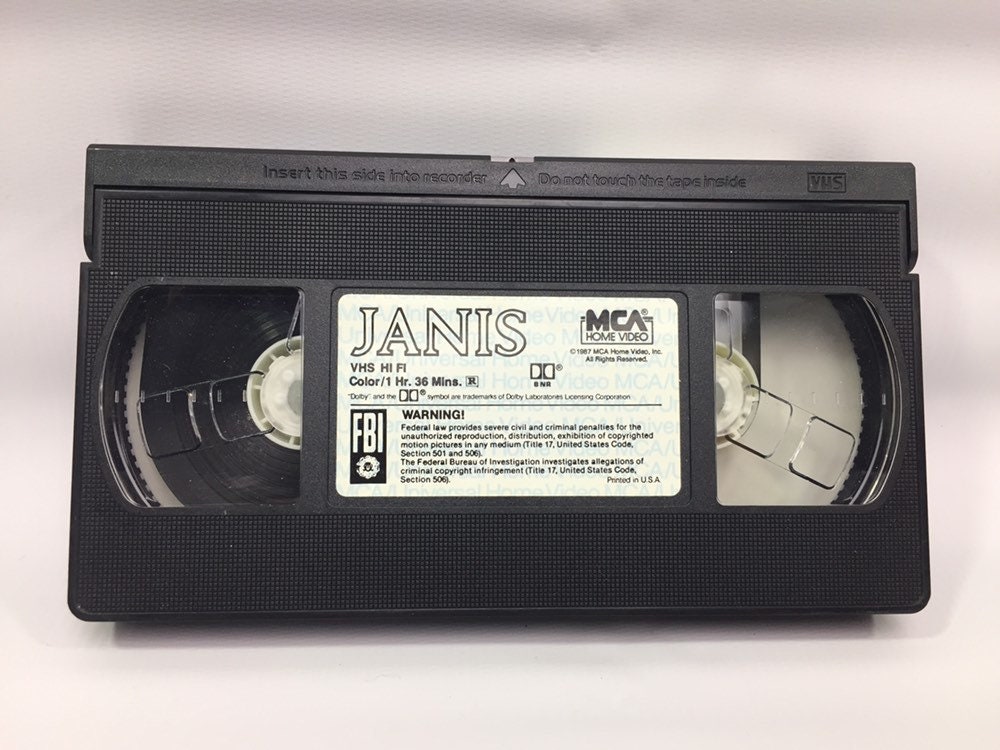 Insert this side into recorder Do not touch the tape inside VHS
JANIS
MCA®
HOME VIDEO
© 1987 MCA Home Video, Inc.
All Rights Reserved.
VHS HI FI
Color/1 Hr. 36 Mins. R
®
B NR
"Dolby" and the ® symbol are trademarks of Dolby Laboratories Licensing Corporation
FBI
WARNING!
Federal law provides severe civil and criminal penalties for the
unauthorized reproduction, distribution, exhibition of copyrighted
motion pictures in any medium (Title 17, United States Code,
Section 501 and 506).
The Federal Bureau of Investigation investigates allegations of
criminal copyright infringement (Title 17, United States Code,
Section 506).
Printed in U.S.A.